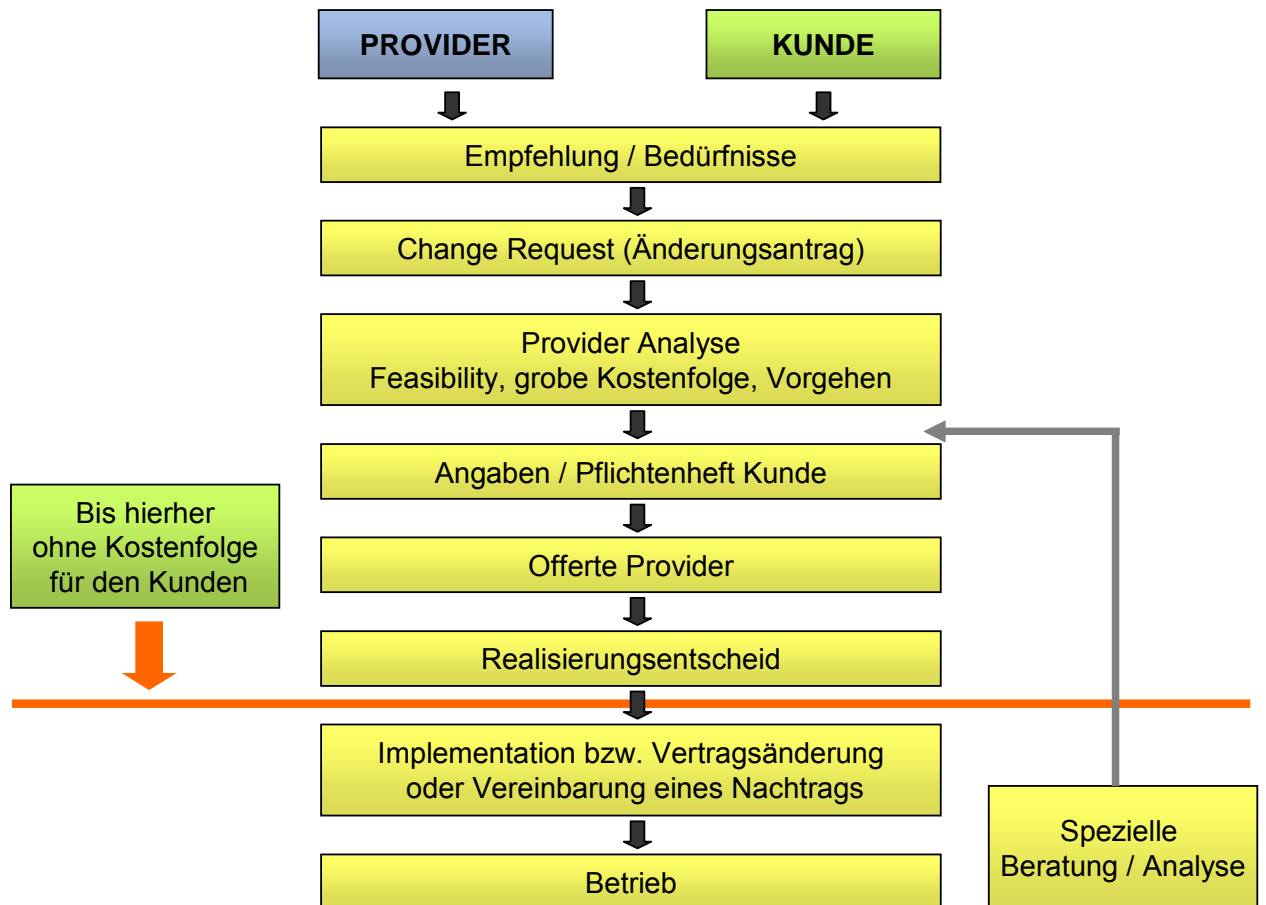 PROVIDER
KUNDE
Empfehlung / Bedürfnisse
Change Request (Änderungsantrag)
Provider Analyse
Feasibility, grobe Kostenfolge, Vorgehen
Angaben / Pflichtenheft Kunde
Bis hierher
ohne Kostenfolge
für den Kunden
Offerte Provider
Realisierungsentscheid
Implementation bzw. Vertragsänderung
oder Vereinbarung eines Nachtrags
Spezielle
Beratung / Analyse
Betrieb